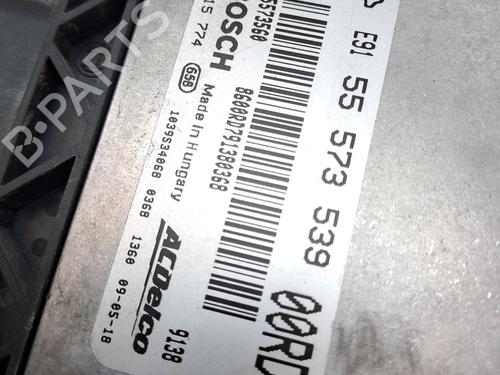 E91 55 573 539 00RD
5573560
8600RD791380368
BOSCH
15 774
658 Made in Hungary
1039S34068 0368 1360 09-05-18
ACDelco 9138
B-PARTS